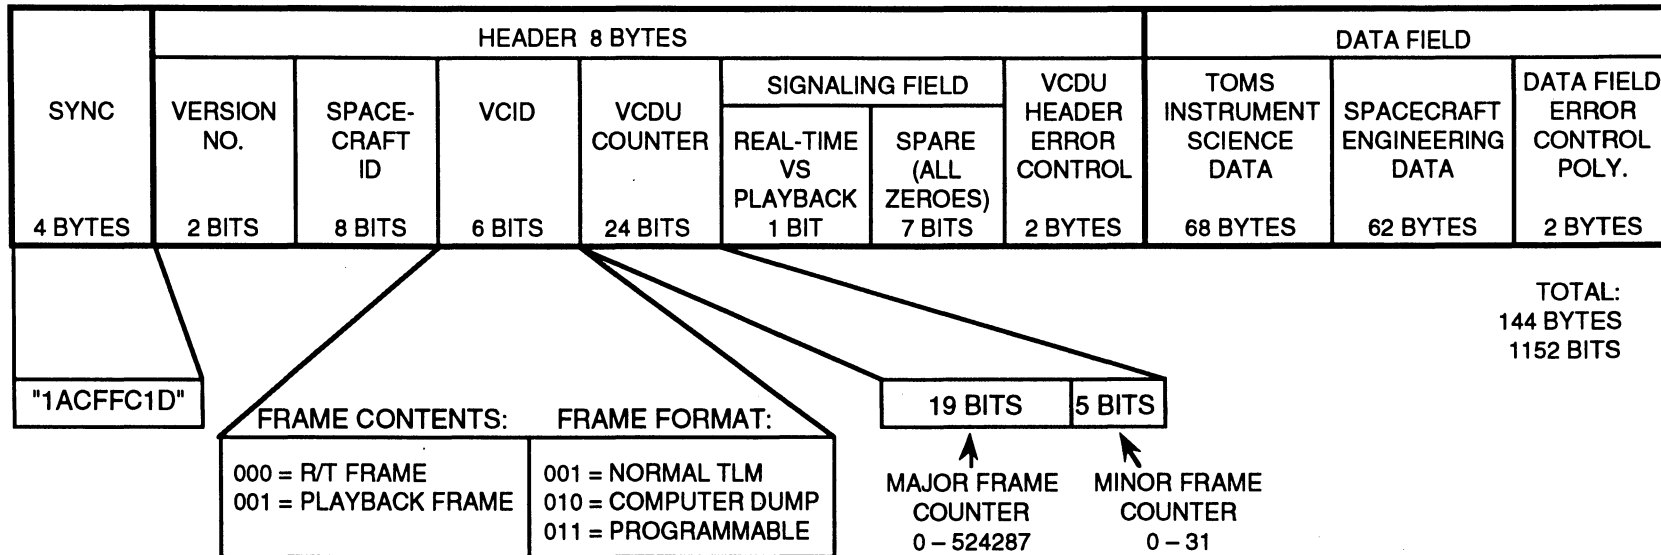 HEADER 8 BYTES
DATA FIELD
SYNC
4 BYTES
VERSION
NO.
2 BITS
SPACE-
CRAFT
ID
8 BITS
VCID
6 BITS
VCDU
COUNTER
24 BITS
SIGNALING FIELD
REAL-TIME
VS
PLAYBACK
1 BIT
SPARE
(ALL
ZEROES)
7 BITS
VCDU
HEADER
ERROR
CONTROL
2 BYTES
TOMS
INSTRUMENT
SCIENCE
DATA
68 BYTES
SPACECRAFT
ENGINEERING
DATA
62 BYTES
DATA FIELD
ERROR
CONTROL
POLY.
2 BYTES
TOTAL:
144 BYTES
1152 BITS
"1ACFFC1D"
FRAME CONTENTS:
000 = R/T FRAME
001 = PLAYBACK FRAME
FRAME FORMAT:
001 = NORMAL TLM
010 = COMPUTER DUMP
011 = PROGRAMMABLE
19 BITS
5 BITS
MAJOR FRAME
COUNTER
0 – 524287
MINOR FRAME
COUNTER
0 – 31